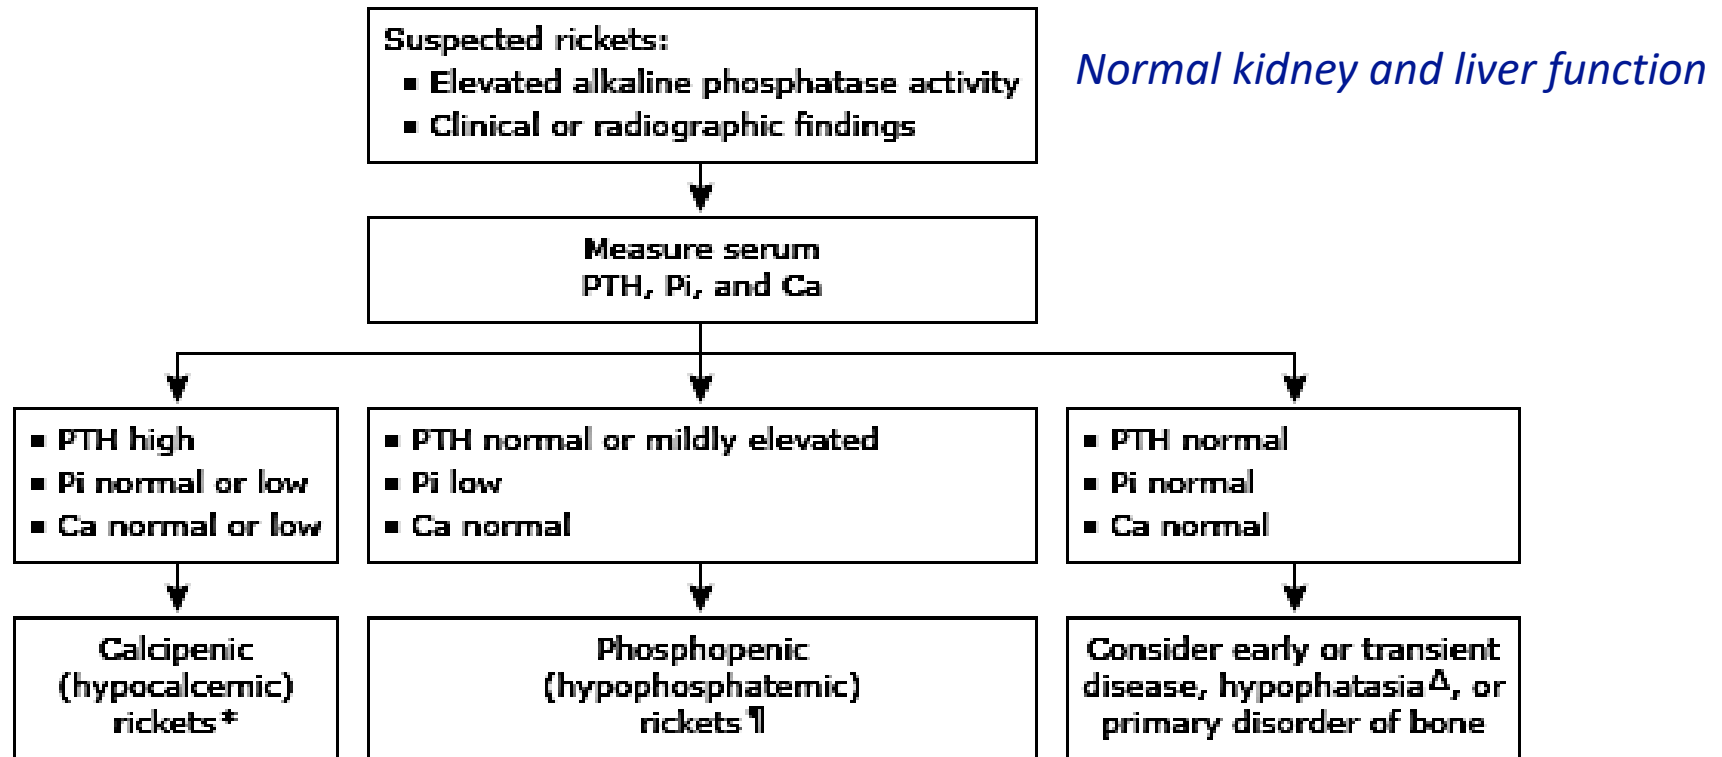 Suspected rickets:
▪ Elevated alkaline phosphatase activity
▪ Clinical or radiographic findings
Normal kidney and liver function
Measure serum
PTH, Pi, and Ca
▪ PTH high
▪ Pi normal or low
▪ Ca normal or low
▪ PTH normal or mildly elevated
▪ Pi low
▪ Ca normal
▪ PTH normal
▪ Pi normal
▪ Ca normal
Calcipenic
(hypocalcemic)
rickets*
Phosphopenic
(hypophosphatemic)
rickets¶
Consider early or transient
disease, hypophatasiaΔ, or
primary disorder of bone